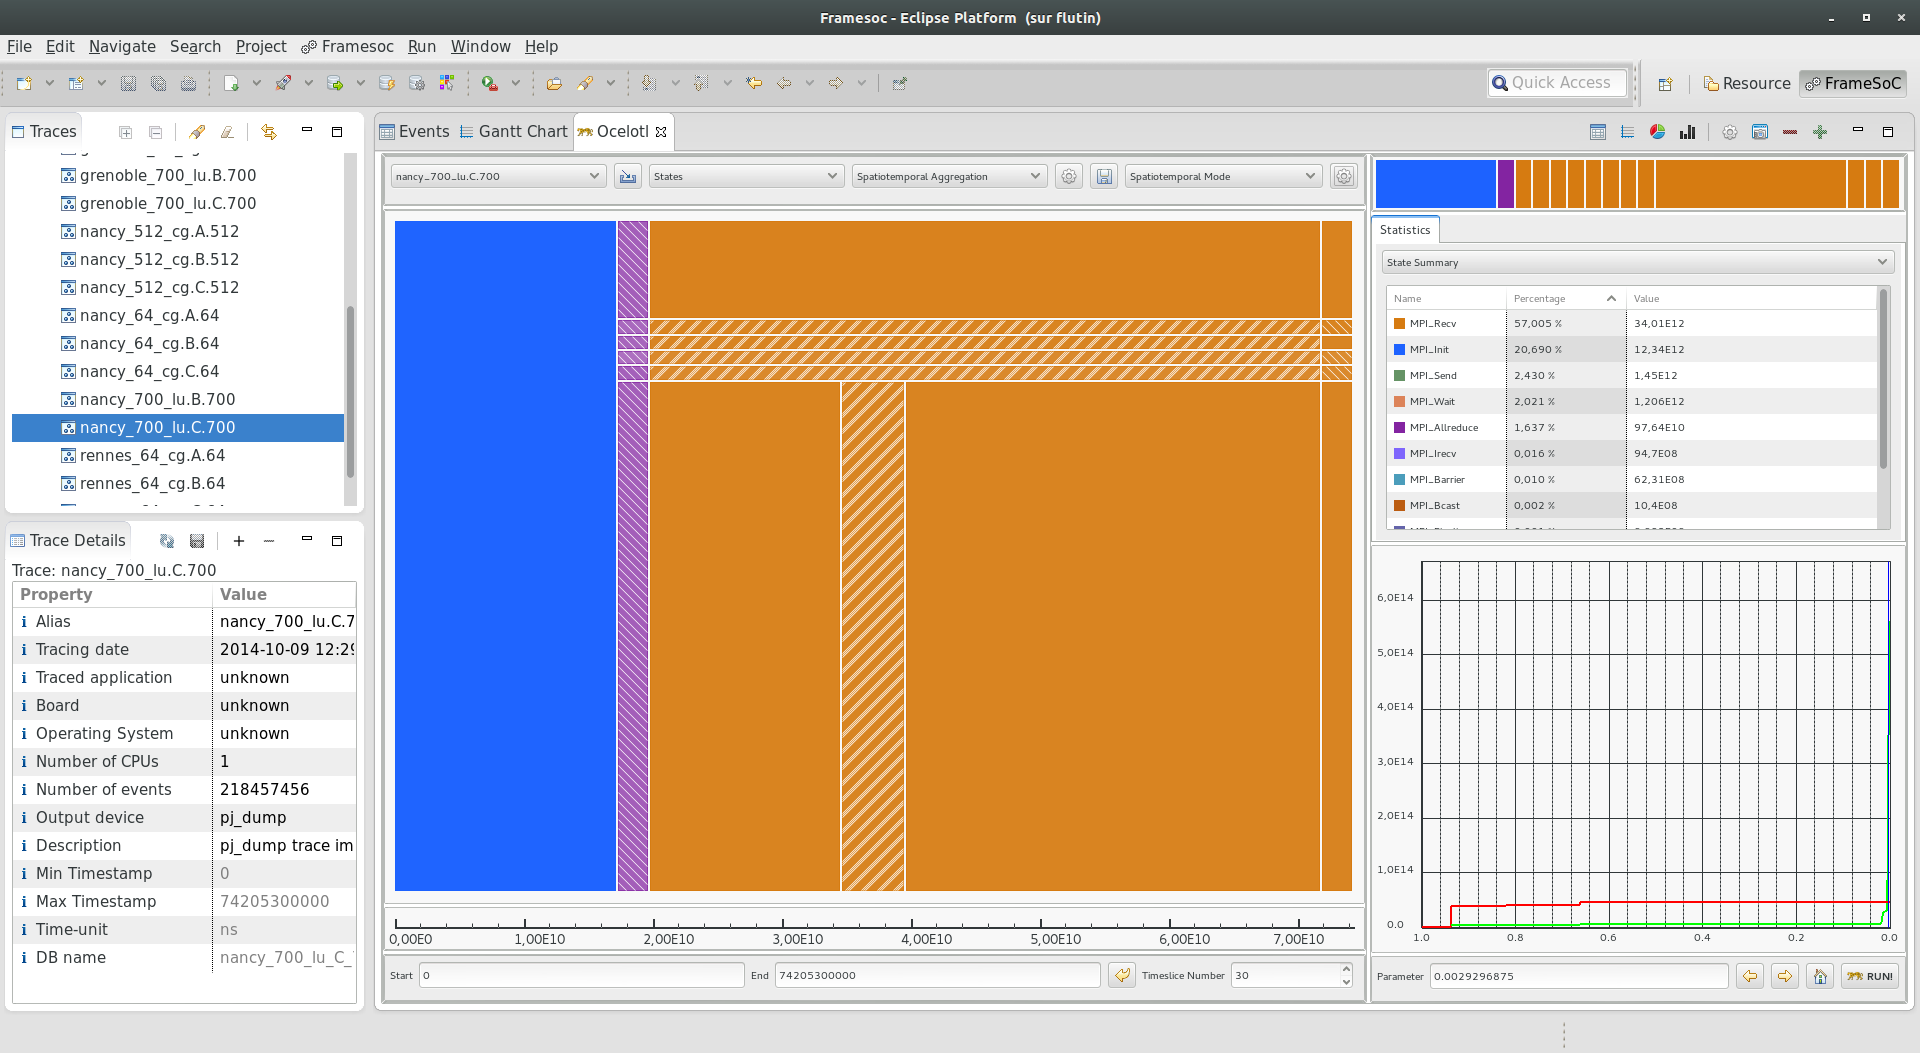 Framesoc - Eclipse Platform (sur flutin)
File Edit Navigate Search Project Framesoc Run Window Help
Quick Access
Resource
FrameSoC
Traces
grenoble_700_lu.B.700
grenoble_700_lu.C.700
nancy_512_cg.A.512
nancy_512_cg.B.512
nancy_512_cg.C.512
nancy_64_cg.A.64
nancy_64_cg.B.64
nancy_64_cg.C.64
nancy_700_lu.B.700
nancy_700_lu.C.700
rennes_64_cg.A.64
rennes_64_cg.B.64
Trace Details
Trace: nancy_700_lu.C.700
Property Value
Alias nancy_700_lu.C.7
Tracing date 2014-10-09 12:29
Traced application unknown
Board unknown
Operating System unknown
Number of CPUs 1
Number of events 218457456
Output device pj_dump
Description pj_dump trace im
Min Timestamp 0
Max Timestamp 74205300000
Time-unit ns
DB name nancy_700_lu_C_
Events Gantt Chart Ocelotl
nancy_700_lu.C.700 States Spatiotemporal Aggregation Spatiotemporal Mode
0,00E0 1,00E10 2,00E10 3,00E10 4,00E10 5,00E10 6,00E10 7,00E10
Start 0 End 74205300000 Timeslice Number 30
Statistics
State Summary
Name Percentage Value
MPI_Recv 57,005 % 34,01E12
MPI_Init 20,690 % 12,34E12
MPI_Send 2,430 % 1,45E12
MPI_Wait 2,021 % 1,206E12
MPI_Allreduce 1,637 % 97,64E10
MPI_Irecv 0,016 % 94,7E08
MPI_Barrier 0,010 % 62,31E08
MPI_Bcast 0,002 % 10,4E08
6,0E14
5,0E14
4,0E14
3,0E14
2,0E14
1,0E14
0.0
1.0 0.8 0.6 0.4 0.2 0.0
Parameter 0.0029296875 RUN!